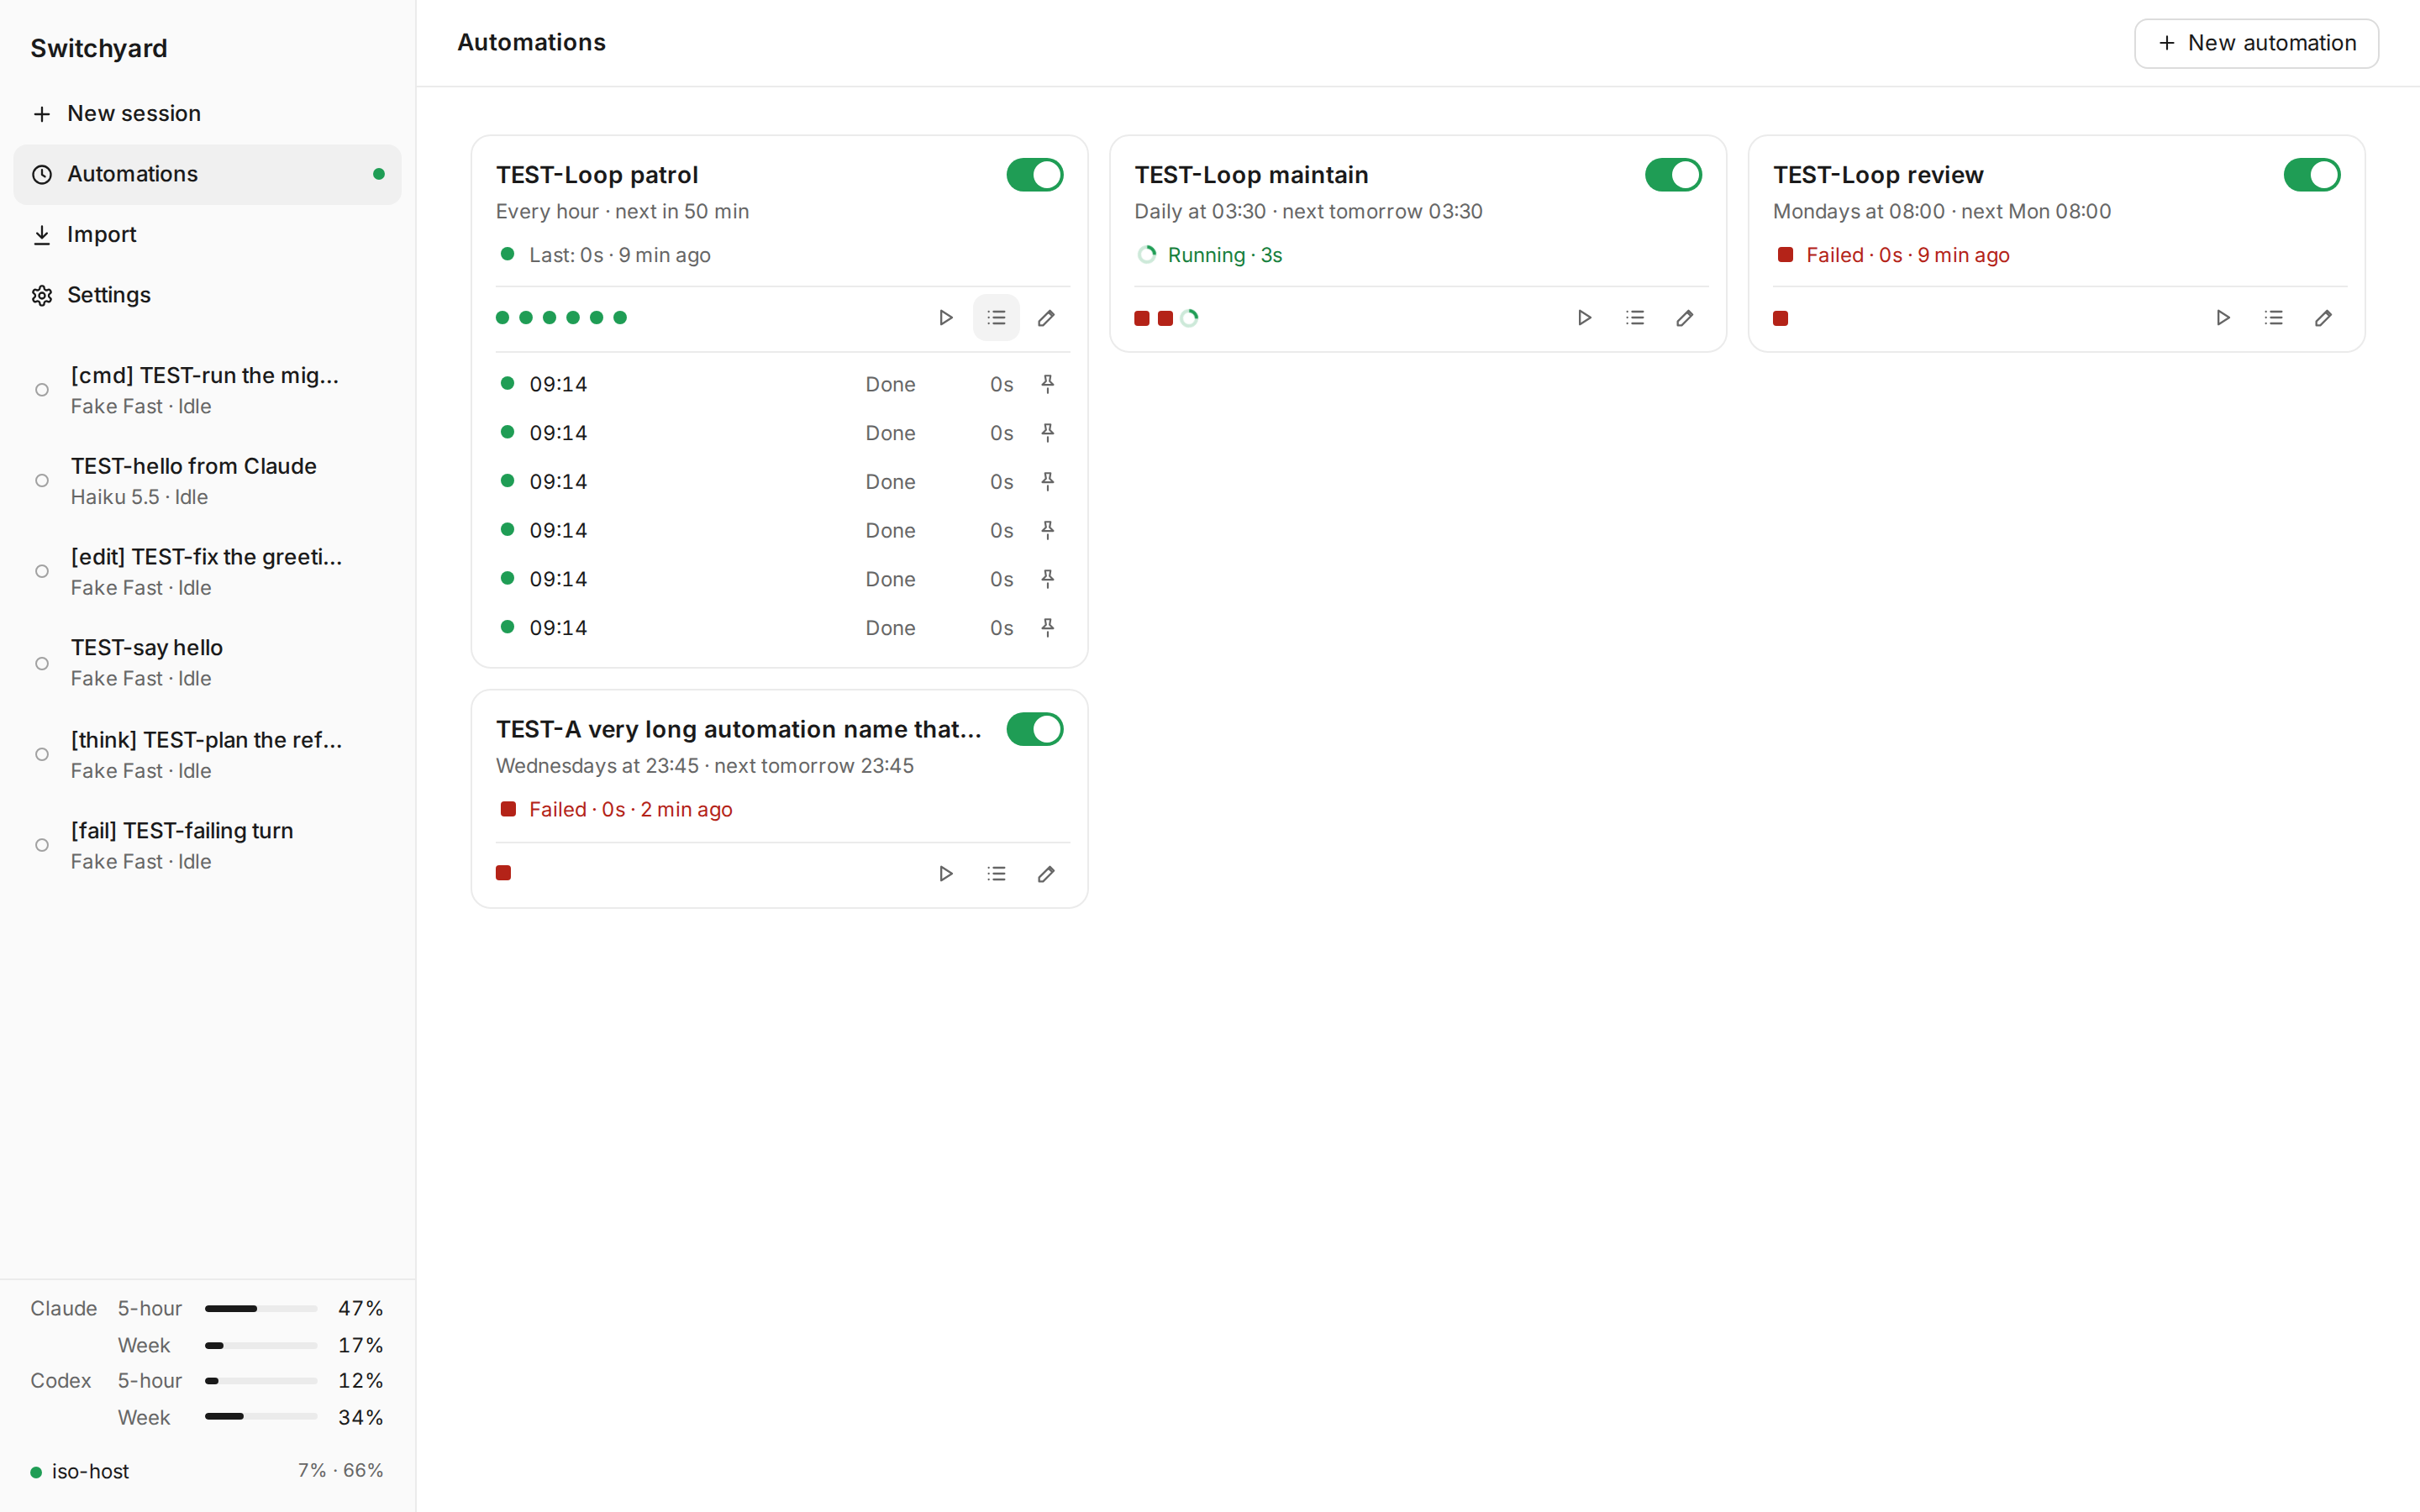 Switchyard
New session
Automations
Import
Settings
[cmd] TEST-run the mig...
Fake Fast · Idle
TEST-hello from Claude
Haiku 5.5 · Idle
[edit] TEST-fix the greeti...
Fake Fast · Idle
TEST-say hello
Fake Fast · Idle
[think] TEST-plan the ref...
Fake Fast · Idle
[fail] TEST-failing turn
Fake Fast · Idle
Claude 5-hour 47%
Week 17%
Codex 5-hour 12%
Week 34%
iso-host 7% · 66%
Automations
New automation
TEST-Loop patrol
Every hour · next in 50 min
Last: 0s · 9 min ago
09:14 Done 0s
09:14 Done 0s
09:14 Done 0s
09:14 Done 0s
09:14 Done 0s
09:14 Done 0s
TEST-Loop maintain
Daily at 03:30 · next tomorrow 03:30
Running · 3s
TEST-Loop review
Mondays at 08:00 · next Mon 08:00
Failed · 0s · 9 min ago
TEST-A very long automation name that...
Wednesdays at 23:45 · next tomorrow 23:45
Failed · 0s · 2 min ago